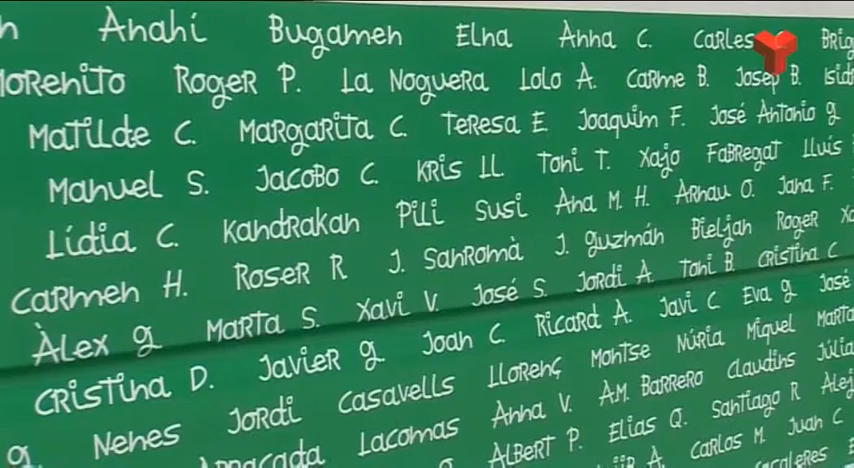 Anahí Bugamen Elna Anna C. Carles
Morenito Roger P. La Noguera Lolo A. Carme B. Josep B.
Matilde C. Margarita C. Teresa E. Joaquim F. José Antonio G
Manuel S. Jacobo C. Kris Ll. Toni T. Xajo Fabregat Lluís
Lídia C. Kandrakan Pili Susi Ana M. H. Arnau O. Jana F.
Carmen H. Roser R J. Sanromà J. Guzmán Bieljan Roger
Àlex G Marta S. Xavi V. José S. Jordi A. Toni B. Cristina C
Cristina D. Javier G Joan C. Ricard A. Javi C Eva G José
G Nenes Jordi Casavells Llorenç Montse Núria Miquel Marta
Lacomas Anna V. A.M. Barrero Claudins Júlia
Albert P. Elias Q. Santiago R
Carlos M. Juan C